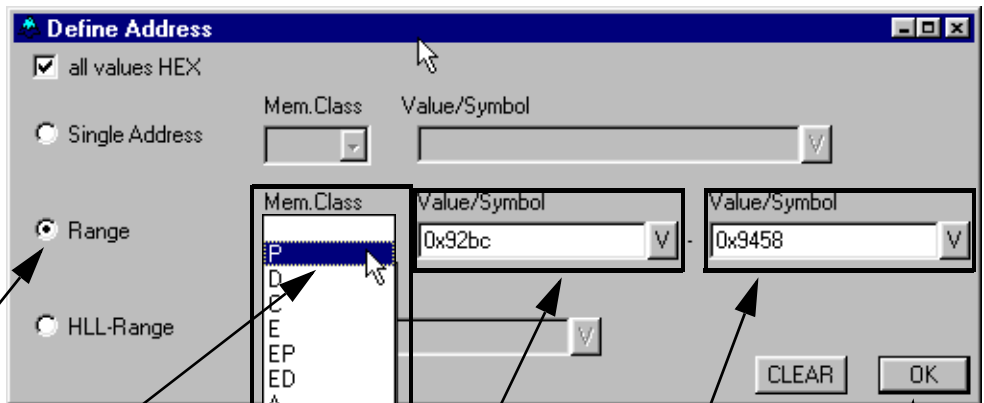 Define Address
all values HEX
Mem.Class Value/Symbol
Single Address V
Mem.Class Value/Symbol Value/Symbol
Range 0x92bc V - 0x9458 V
P
D
C
E
HLL-Range V
EP
ED
A
CLEAR OK